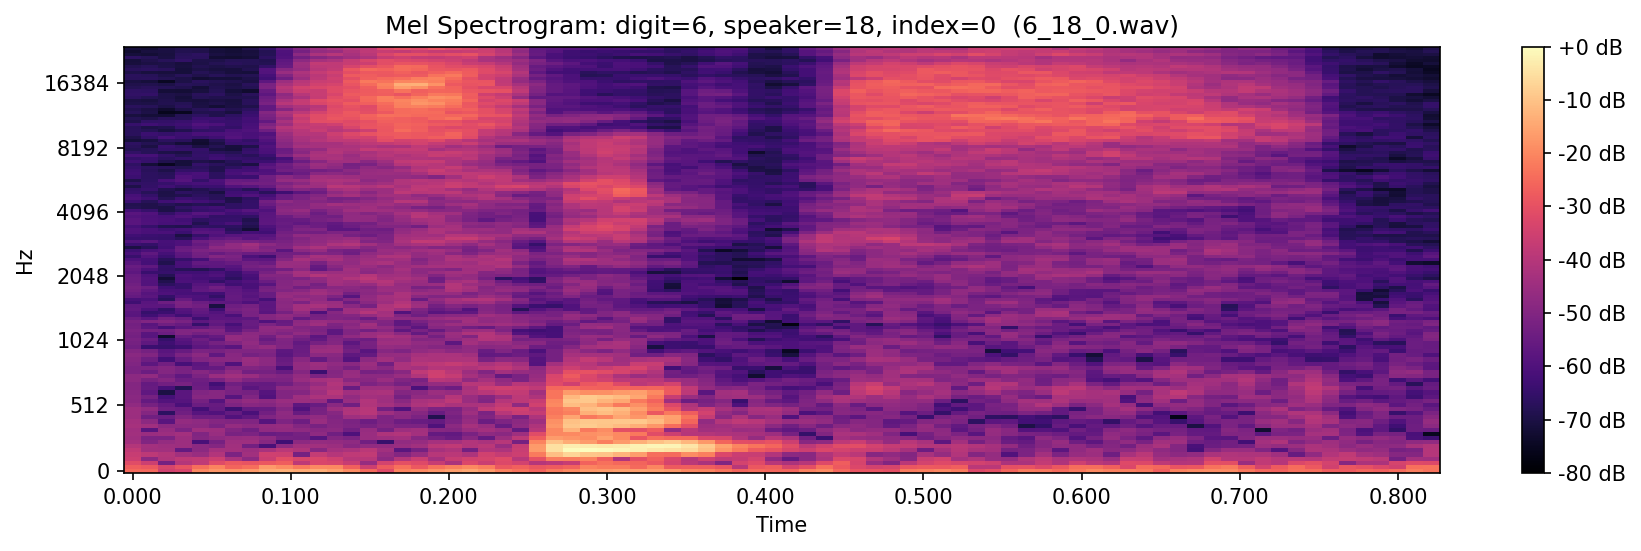 Mel Spectrogram: digit=6, speaker=18, index=0  (6_18_0.wav)
Hz
16384
8192
4096
2048
1024
512
0
0.000 0.100 0.200 0.300 0.400 0.500 0.600 0.700 0.800
Time
+0 dB
-10 dB
-20 dB
-30 dB
-40 dB
-50 dB
-60 dB
-70 dB
-80 dB